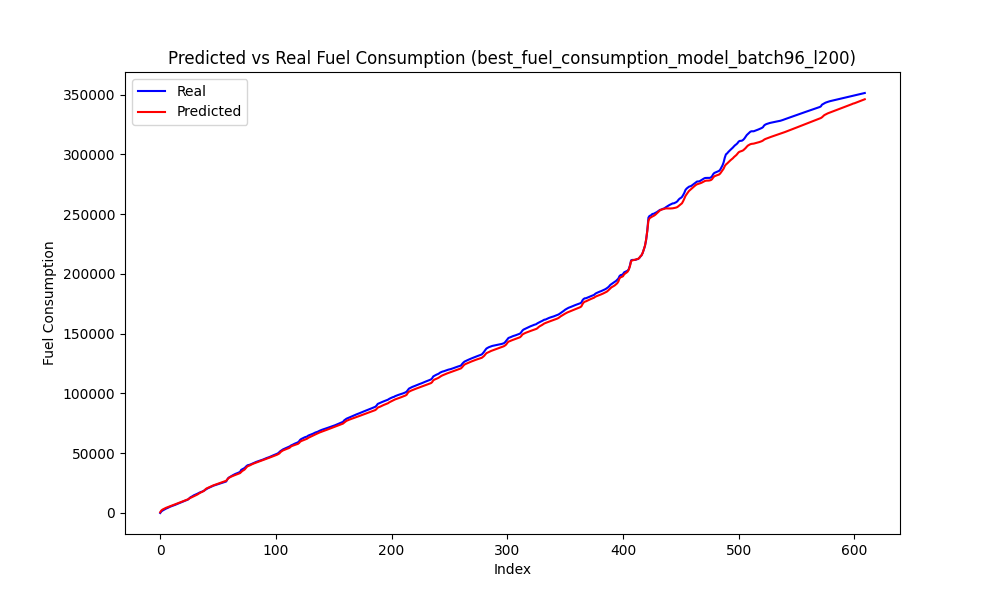 Predicted vs Real Fuel Consumption (best_fuel_consumption_model_batch96_l200)
Real
Predicted
350000
300000
250000
200000
150000
100000
50000
0
Fuel Consumption
0 100 200 300 400 500 600
Index